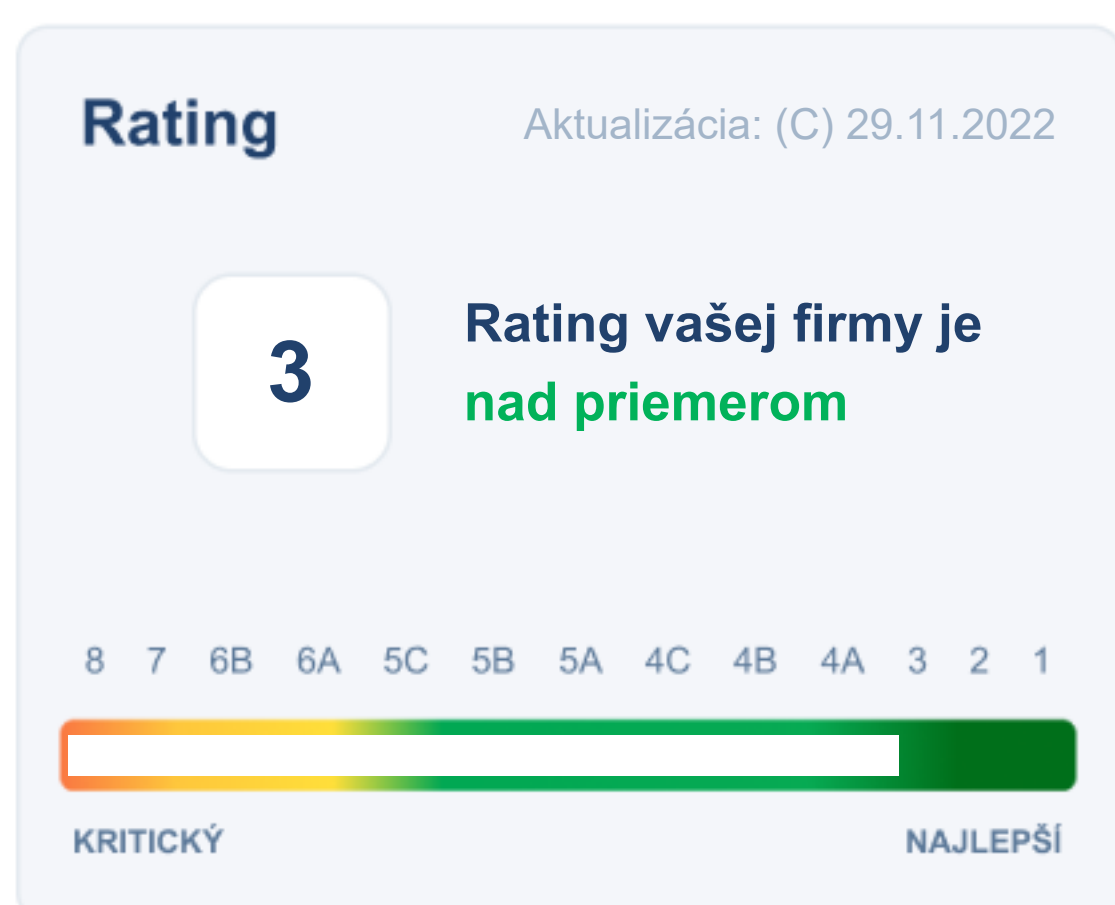 Rating
Aktualizácia: (C) 29.11.2022
3
Rating vašej firmy je
nad priemerom
8 7 6B 6A 5C 5B 5A 4C 4B 4A 3 2 1
KRITICKÝ
NAJLEPŠÍ